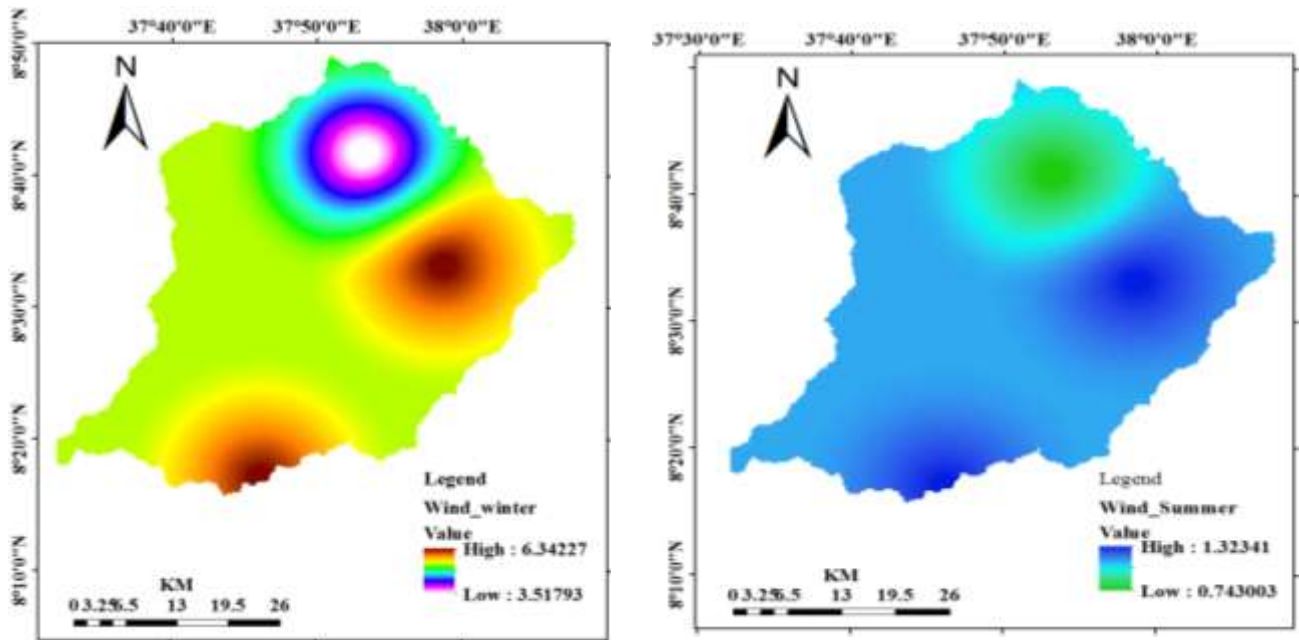 37°40'0"E 37°50'0"E 38°0'0"E
8°50'0"N
8°40'0"N
8°30'0"N
8°20'0"N
8°10'0"N
N
Legend
Wind_winter
Value
High : 6.34227
Low : 3.51793
KM
0 3.25 6.5 13 19.5 26
37°30'0"E 37°40'0"E 37°50'0"E 38°0'0"E
8°40'0"N
8°30'0"N
8°20'0"N
8°10'0"N
N
Legend
Wind_Summer
Value
High : 1.32341
Low : 0.743003
KM
0 3.25 6.5 13 19.5 26